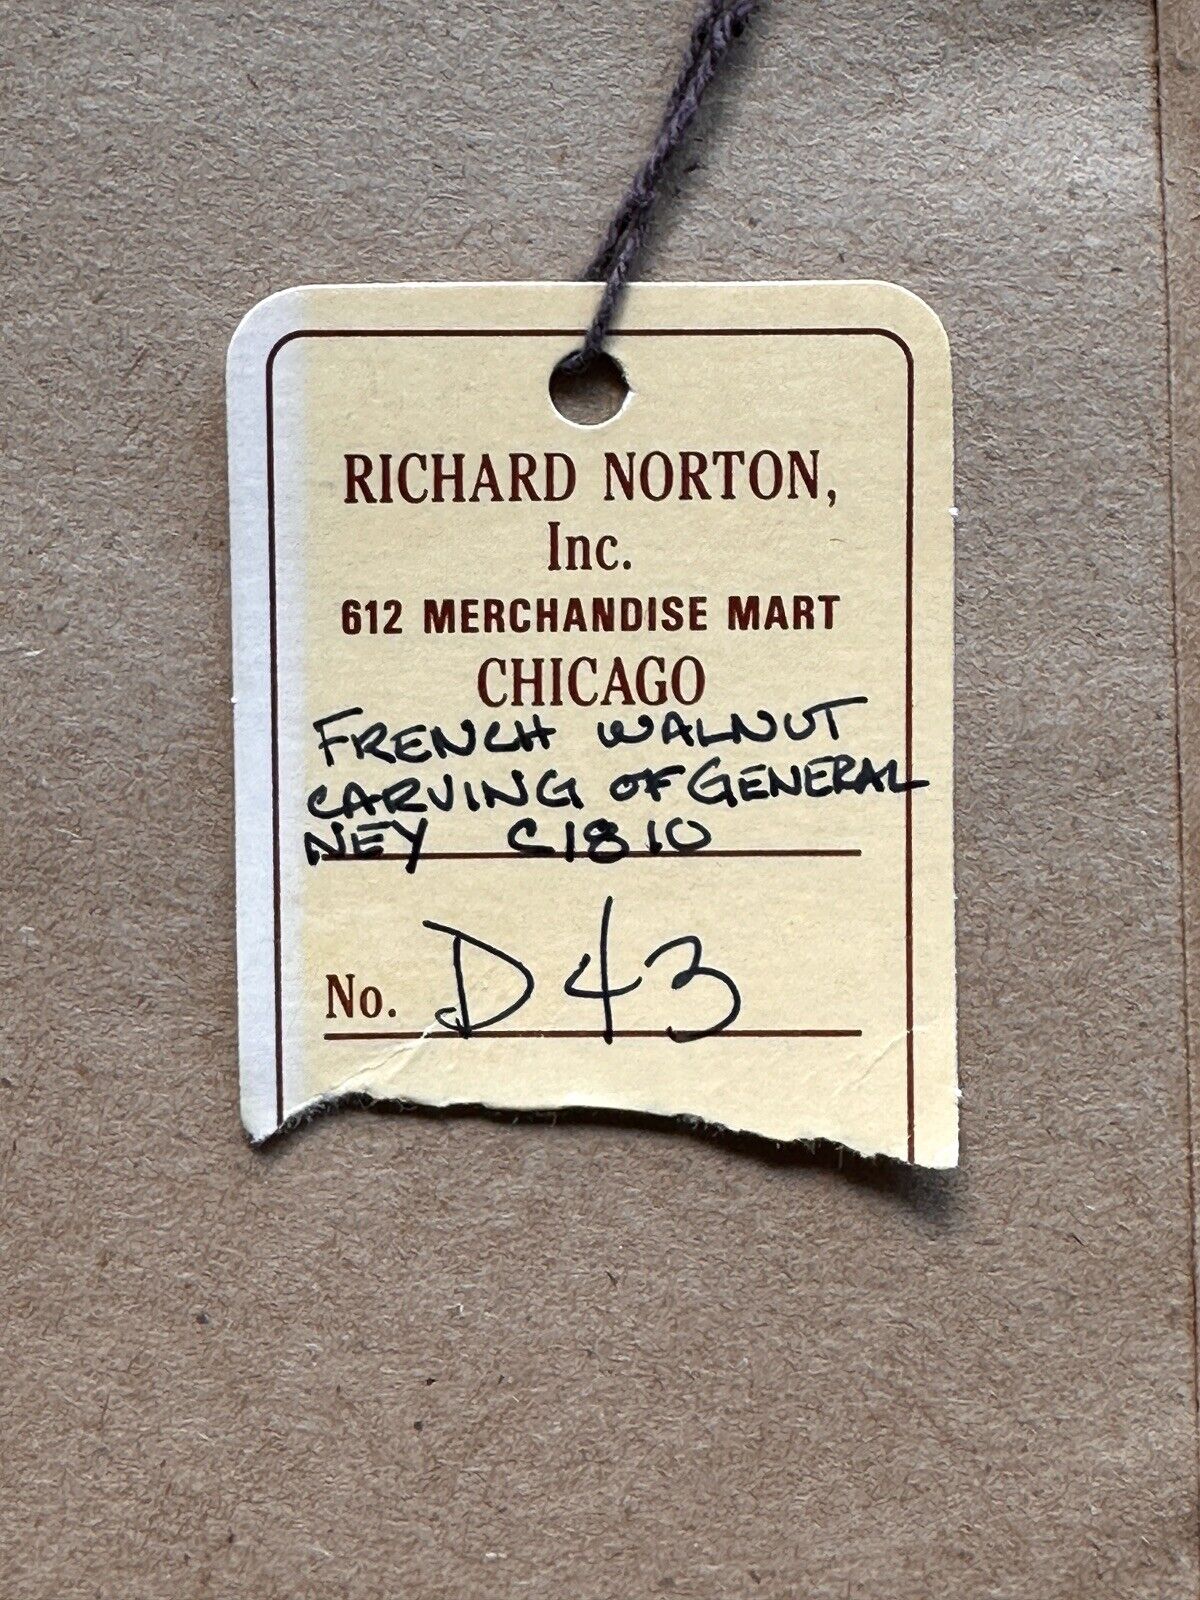 RICHARD NORTON,
Inc.
612 MERCHANDISE MART
CHICAGO
FRENCH WALNUT
CARVING OF GENERAL
NEY C1810
No. D43